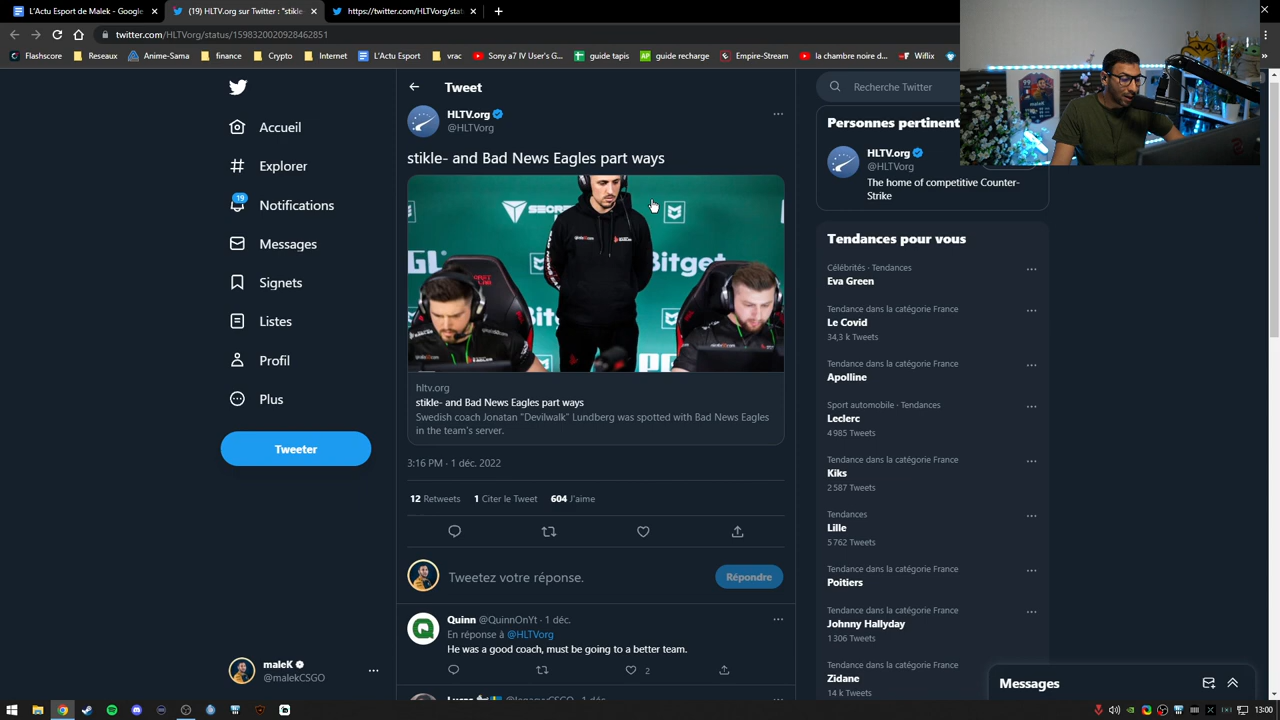 L'Actu Esport de Malek - Google
(19) HLTV.org sur Twitter : "stikle-
https://twitter.com/HLTVorg/stat
twitter.com/HLTVorg/status/1598320020928462851
Flashscore
Reseaux
Anime-Sama
finance
Crypto
Internet
L'Actu Esport
vrac
Sony a7 IV User's G...
guide tapis
guide recharge
Empire-Stream
la chambre noire d...
Wiflix
Accueil
Explorer
19
Notifications
Messages
Signets
Listes
Profil
Plus
Tweeter
maleK
@malekCSGO
Tweet
HLTV.org
@HLTVorg
stikle- and Bad News Eagles part ways
SECRE
Bitget
hltv.org
stikle- and Bad News Eagles part ways
Swedish coach Jonatan "Devilwalk" Lundberg was spotted with Bad News Eagles
in the team's server.
3:16 PM · 1 déc. 2022
12 Retweets 1 Citer le Tweet 604 J'aime
Tweetez votre réponse.
Répondre
Quinn @QuinnOnYt · 1 déc.
En réponse à @HLTVorg
He was a good coach, must be going to a better team.
2
Recherche Twitter
Personnes pertinent
HLTV.org
@HLTVorg
The home of competitive Counter-
Strike
Tendances pour vous
Célébrités · Tendances
Eva Green
Tendance dans la catégorie France
Le Covid
34,3 k Tweets
Tendance dans la catégorie France
Apolline
Sport automobile · Tendances
Leclerc
4 985 Tweets
Tendance dans la catégorie France
Kiks
2 587 Tweets
Tendances
Lille
5 762 Tweets
Tendance dans la catégorie France
Poitiers
Tendance dans la catégorie France
Johnny Hallyday
1 306 Tweets
Tendance dans la catégorie France
Zidane
14 k Tweets
Messages
13:00